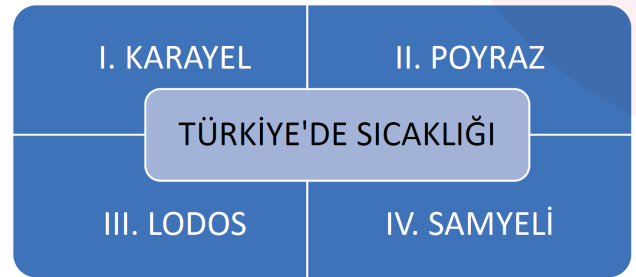 I. KARAYEL
II. POYRAZ
TÜRKİYE'DE SICAKLIĞI
III. LODOS
IV. SAMYELİ